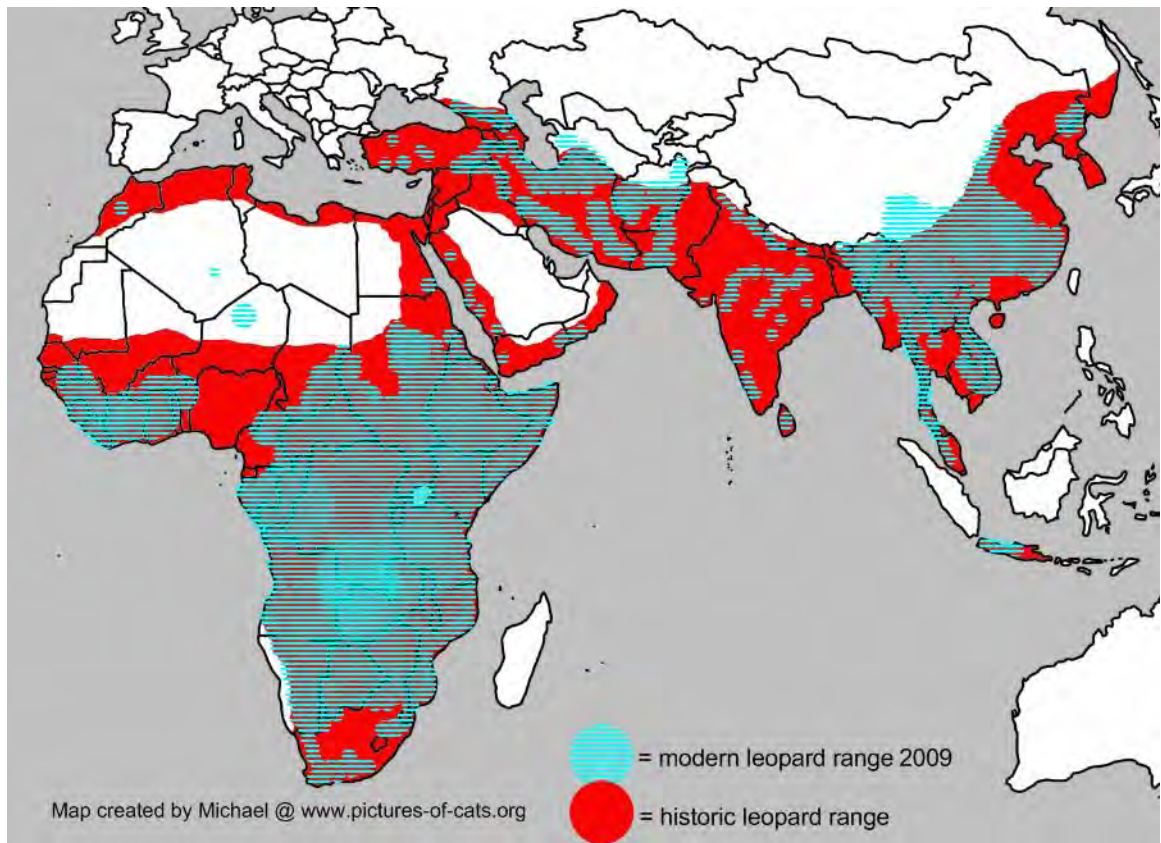 = modern leopard range 2009
Map created by Michael @ www.pictures-of-cats.org
= historic leopard range